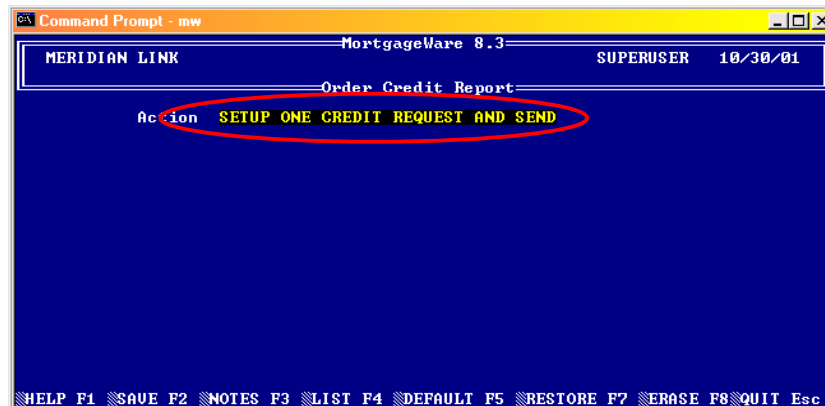 Command Prompt - mw
MortgageWare 8.3
MERIDIAN LINK SUPERUSER 10/30/01
Order Credit Report
Action SETUP ONE CREDIT REQUEST AND SEND
HELP F1 SAVE F2 NOTES F3 LIST F4 DEFAULT F5 RESTORE F7 ERASE F8 QUIT Esc